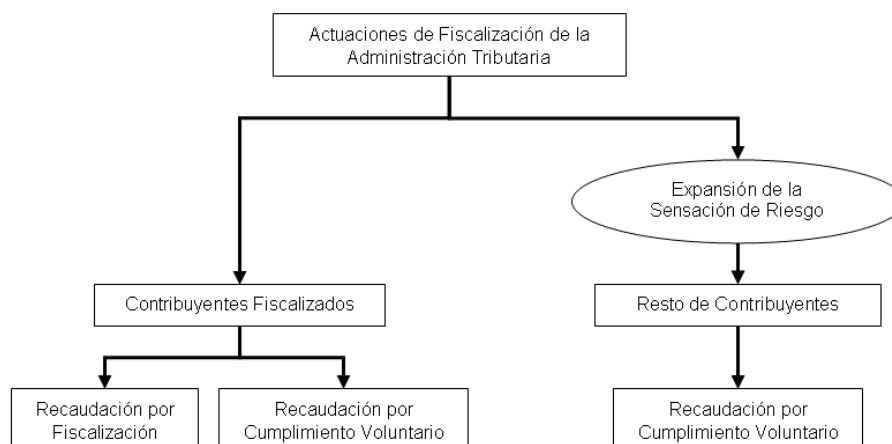 Actuaciones de Fiscalización de la
Administración Tributaria
Expansión de la
Sensación de Riesgo
Contribuyentes Fiscalizados
Resto de Contribuyentes
Recaudación por
Fiscalización
Recaudación por
Cumplimiento Voluntario
Recaudación por
Cumplimiento Voluntario